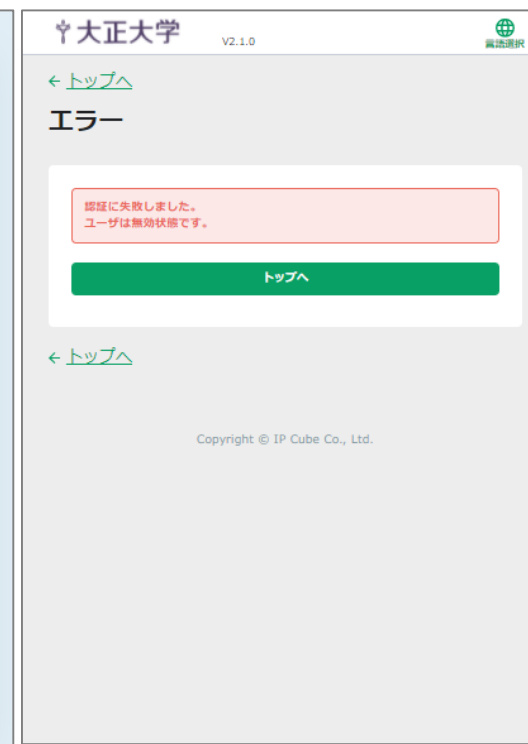 大正大学 V2.1.0
言語選択
← トップへ
エラー
認証に失敗しました。
ユーザは無効状態です。
トップへ
← トップへ
Copyright © IP Cube Co., Ltd.